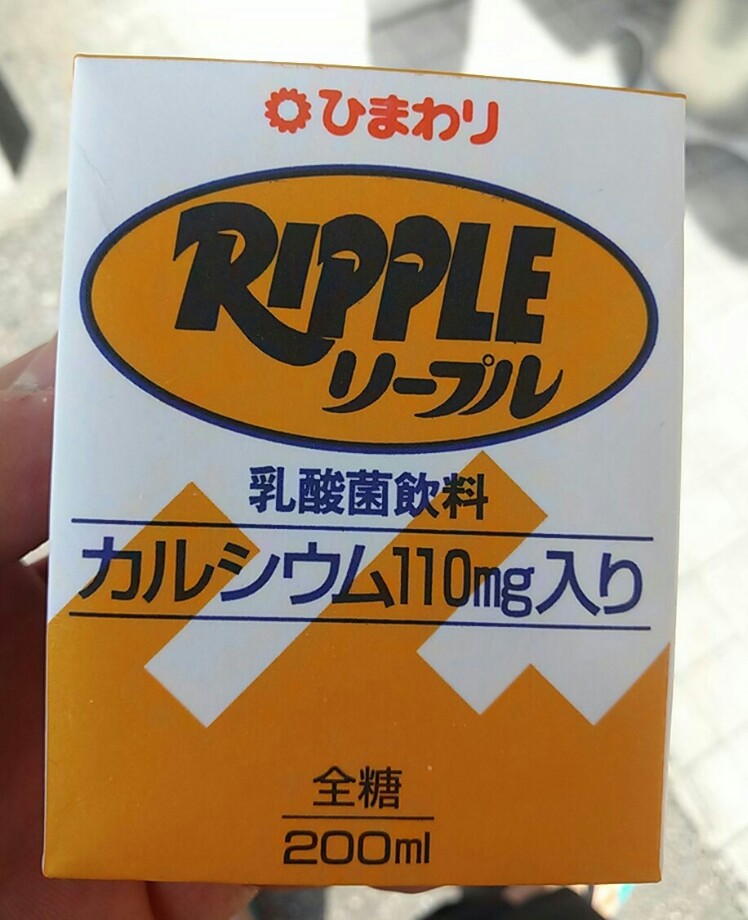 ひまわり
RIPPLE
リープル
乳酸菌飲料
カルシウム110mg入り
全糖
200ml